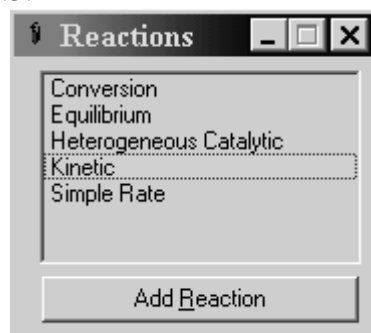 Reactions
Conversion
Equilibrium
Heterogeneous Catalytic
Kinetic
Simple Rate
Add Reaction